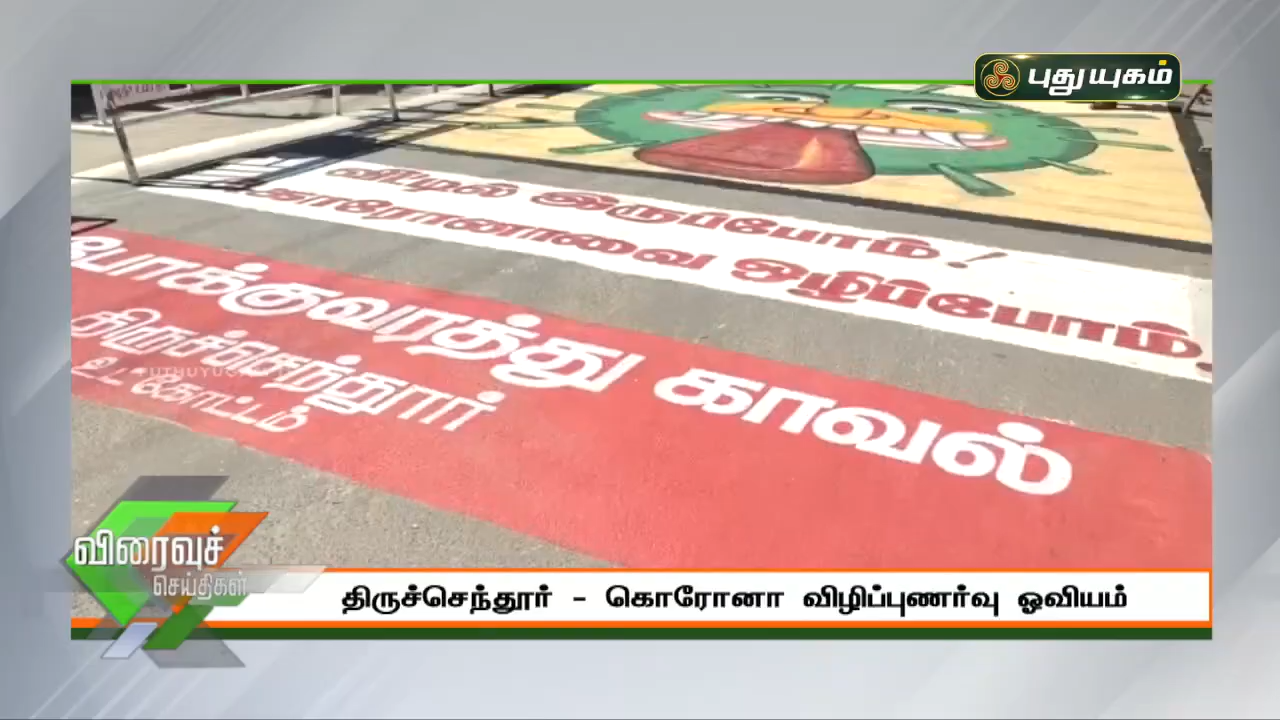 புதுயுகம்
வீட்டில் இருப்போம் !
கொரோனாவை ஒழிப்போம்
போக்குவரத்து காவல்
திருச்செந்தூர்
உட்கோட்டம்
விரைவுச்
செய்திகள்
திருச்செந்தூர் - கொரோனா விழிப்புணர்வு ஓவியம்